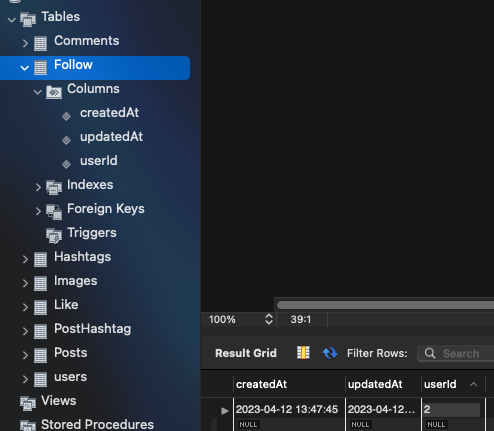 Tables
Comments
Follow
Columns
createdAt
updatedAt
userId
Indexes
Foreign Keys
Triggers
Hashtags
Images
Like
PostHashtag
Posts
users
Views
Stored Procedures
100% 39:1
Result Grid Filter Rows: Search
createdAt updatedAt userId
2023-04-12 13:47:45 2023-04-12... 2
NULL NULL NULL